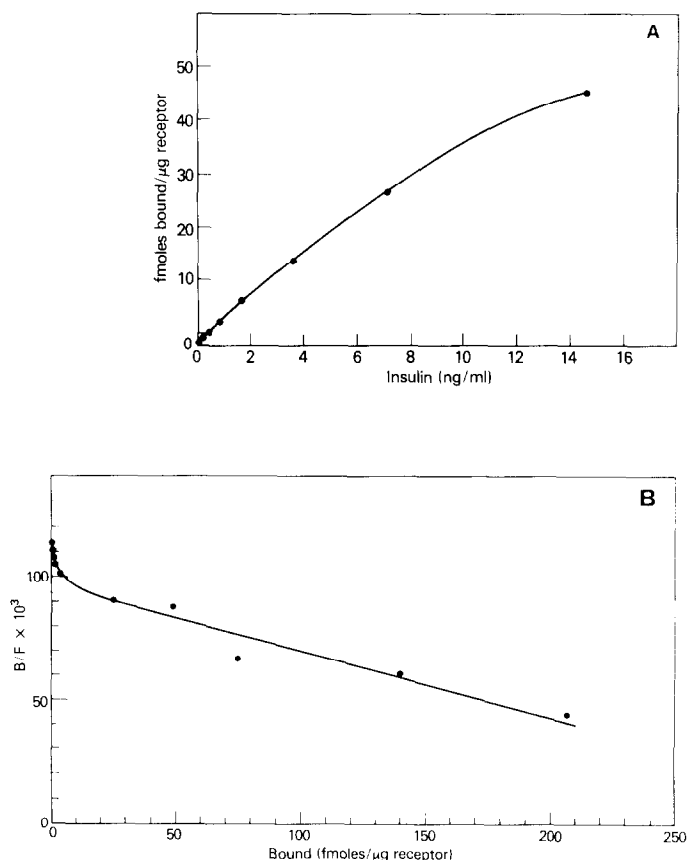 A
50
40
30
20
10
0
fmoles bound/μg receptor
0 2 4 6 8 10 12 14 16
Insulin (ng/ml)
B
100
50
0
B/F × 10³
0 50 100 150 200 250
Bound (fmoles/μg receptor)